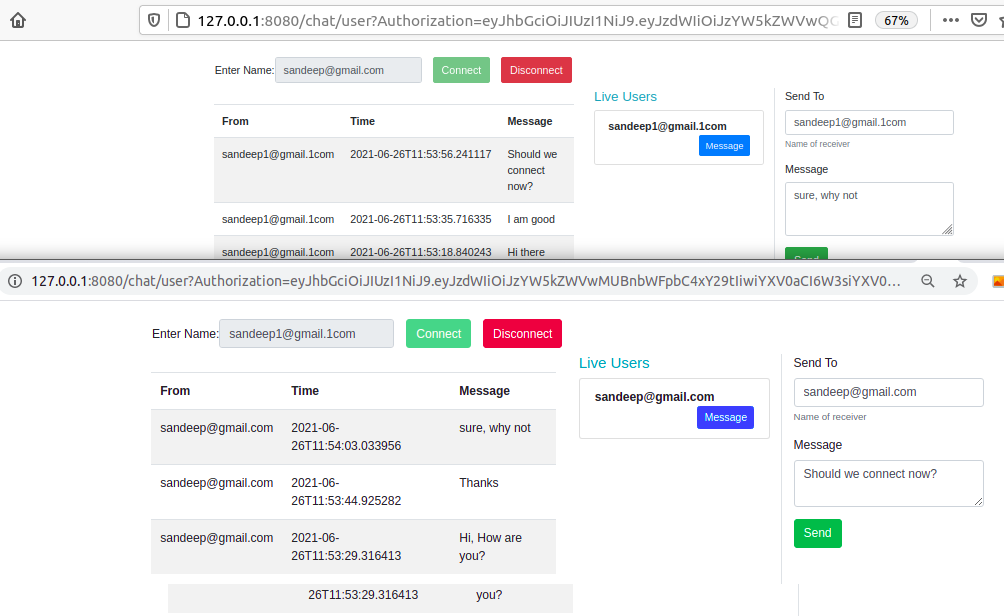 127.0.0.1:8080/chat/user?Authorization=eyJhbGciOiJIUzI1NiJ9.eyJzdWIiOiJzYW5kZWVwQG 67%
Enter Name: sandeep@gmail.com Connect Disconnect
Live Users
Send To
From Time Message
sandeep1@gmail.1com
Message
sandeep1@gmail.1com
Name of receiver
sandeep1@gmail.1com 2021-06-26T11:53:56.241117 Should we
connect
now?
Message
sure, why not
sandeep1@gmail.1com 2021-06-26T11:53:35.716335 I am good
sandeep1@gmail.1com 2021-06-26T11:53:18.840243 Hi there
Send
127.0.0.1:8080/chat/user?Authorization=eyJhbGciOiJIUzI1NiJ9.eyJzdWIiOiJzYW5kZWVwMUBnbWFpbC4xY29tIiwiYXV0aCI6W3siYXV0...
Enter Name: sandeep1@gmail.1com Connect Disconnect
Live Users
Send To
From Time Message
sandeep@gmail.com
Message
sandeep@gmail.com
Name of receiver
sandeep@gmail.com 2021-06-
26T11:54:03.033956 sure, why not
Message
Should we connect now?
sandeep@gmail.com 2021-06-
26T11:53:44.925282 Thanks
Send
sandeep@gmail.com 2021-06-
26T11:53:29.316413 Hi, How are
you?
26T11:53:29.316413 you?